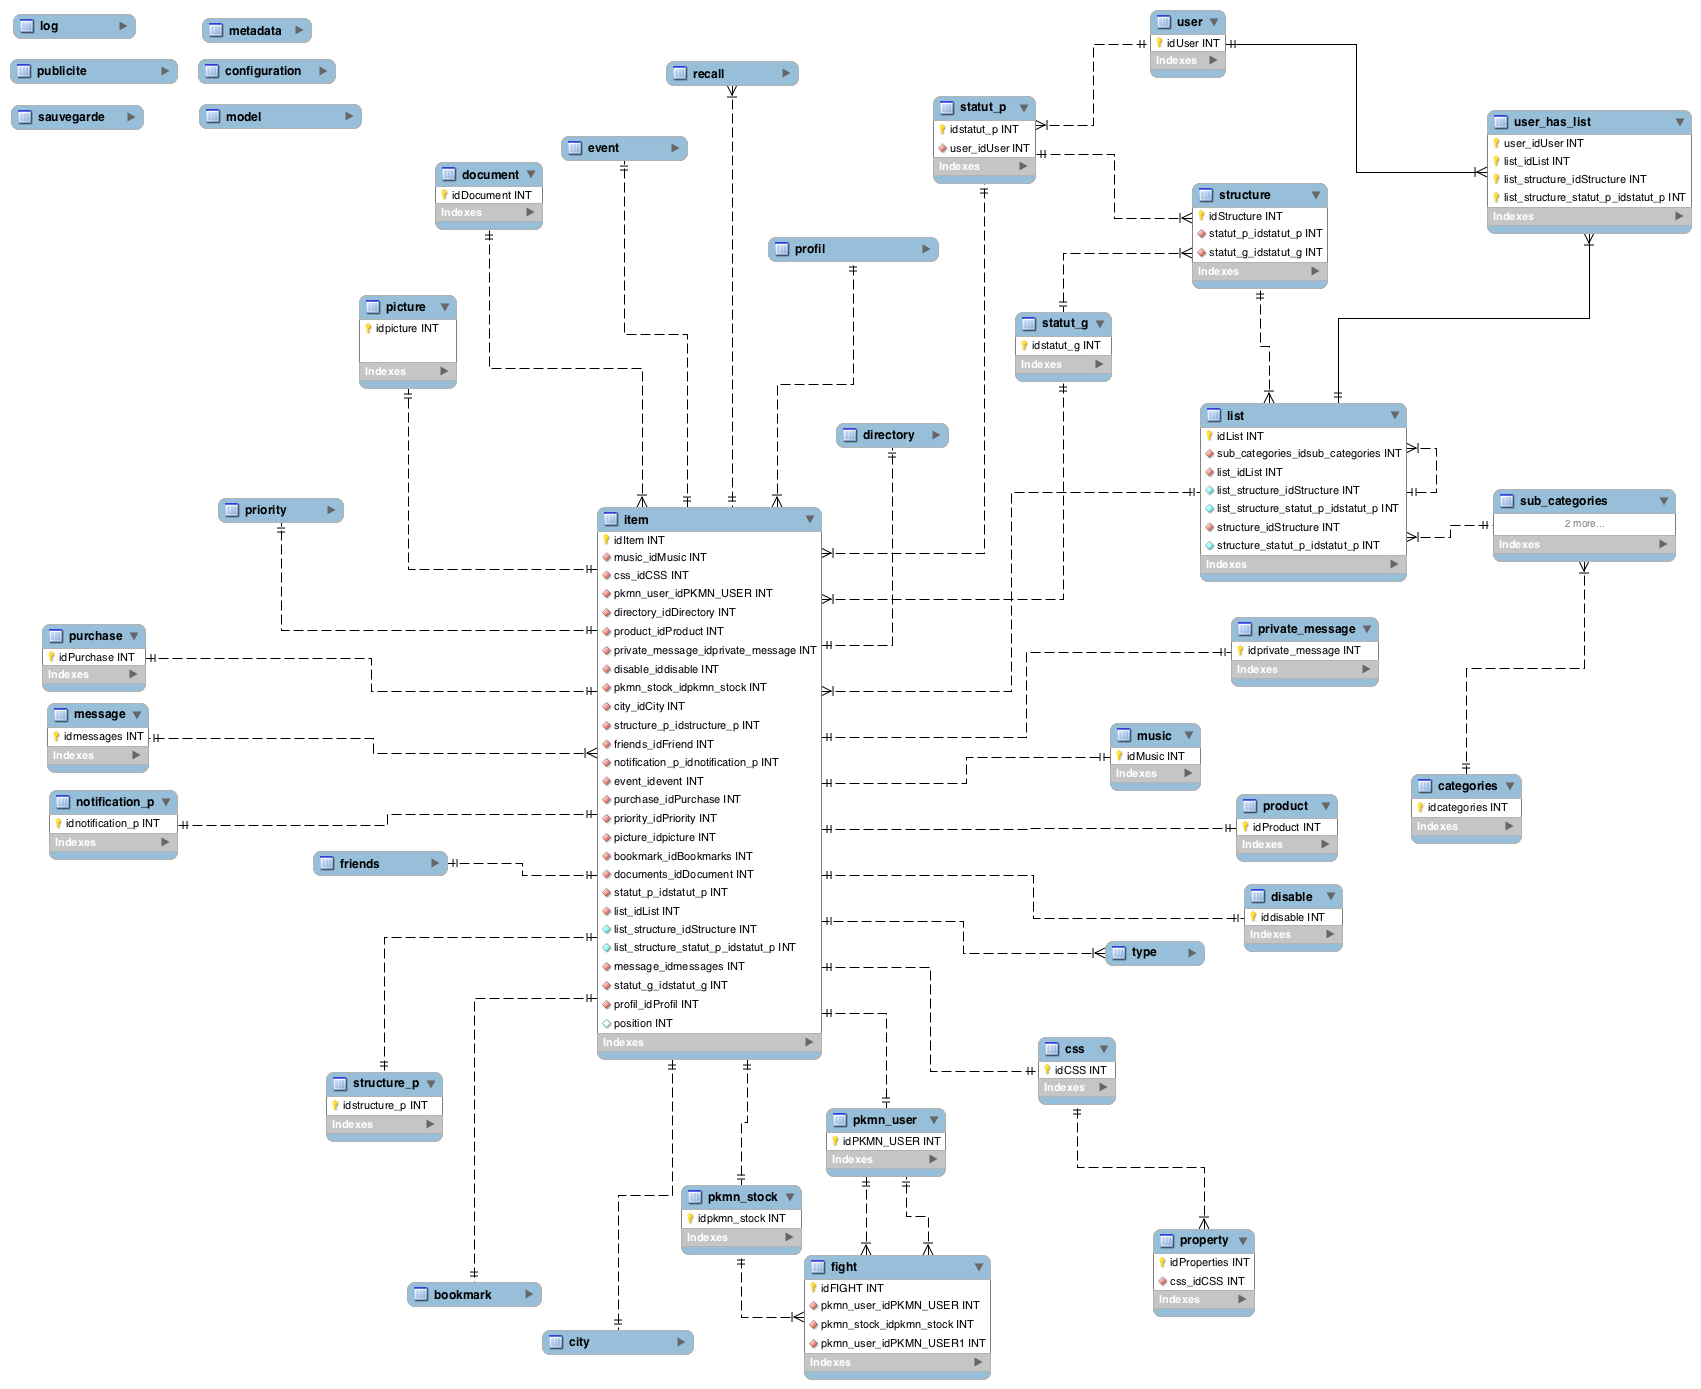 log
metadata
publicite
configuration
sauvegarde
model
recall
event
document
idDocument INT
Indexes
profil
picture
idpicture INT
Indexes
directory
priority
user
idUser INT
Indexes
statut_p
idstatut_p INT
user_idUser INT
Indexes
user_has_list
user_idUser INT
list_idList INT
list_structure_idStructure INT
list_structure_statut_p_idstatut_p INT
Indexes
structure
idStructure INT
statut_p_idstatut_p INT
statut_g_idstatut_g INT
Indexes
statut_g
idstatut_g INT
Indexes
list
idList INT
sub_categories_idsub_categories INT
list_idList INT
list_structure_idStructure INT
list_structure_statut_p_idstatut_p INT
structure_idStructure INT
structure_statut_p_idstatut_p INT
Indexes
sub_categories
2 more...
Indexes
item
idItem INT
music_idMusic INT
css_idCSS INT
pkmn_user_idPKMN_USER INT
directory_idDirectory INT
product_idProduct INT
private_message_idprivate_message INT
disable_iddisable INT
pkmn_stock_idpkmn_stock INT
city_idCity INT
structure_p_idstructure_p INT
friends_idFriend INT
notification_p_idnotification_p INT
event_idevent INT
purchase_idPurchase INT
priority_idPriority INT
picture_idpicture INT
bookmark_idBookmarks INT
documents_idDocument INT
statut_p_idstatut_p INT
list_idList INT
list_structure_idStructure INT
list_structure_statut_p_idstatut_p INT
message_idmessages INT
statut_g_idstatut_g INT
profil_idProfil INT
position INT
Indexes
purchase
idPurchase INT
Indexes
message
idmessages INT
Indexes
notification_p
idnotification_p INT
Indexes
friends
structure_p
idstructure_p INT
Indexes
bookmark
city
private_message
idprivate_message INT
Indexes
music
idMusic INT
Indexes
product
idProduct INT
Indexes
categories
idcategories INT
Indexes
disable
iddisable INT
Indexes
type
css
idCSS INT
Indexes
pkmn_user
idPKMN_USER INT
Indexes
pkmn_stock
idpkmn_stock INT
Indexes
fight
idFIGHT INT
pkmn_user_idPKMN_USER INT
pkmn_stock_idpkmn_stock INT
pkmn_user_idPKMN_USER1 INT
Indexes
property
idProperties INT
css_idCSS INT
Indexes